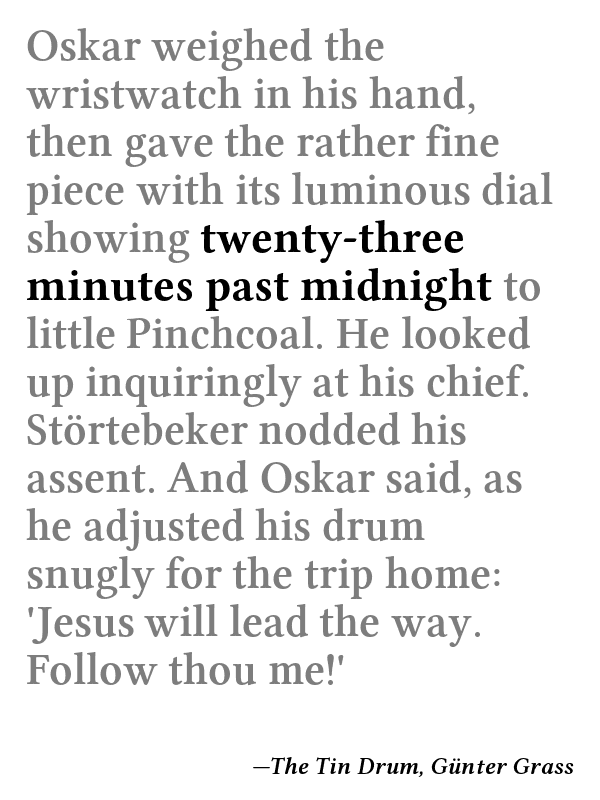 Oskar weighed the
wristwatch in his hand,
then gave the rather fine
piece with its luminous dial
showing twenty-three
minutes past midnight to
little Pinchcoal. He looked
up inquiringly at his chief.
Störtebeker nodded his
assent. And Oskar said, as
he adjusted his drum
snugly for the trip home:
'Jesus will lead the way.
Follow thou me!'
—The Tin Drum, Günter Grass